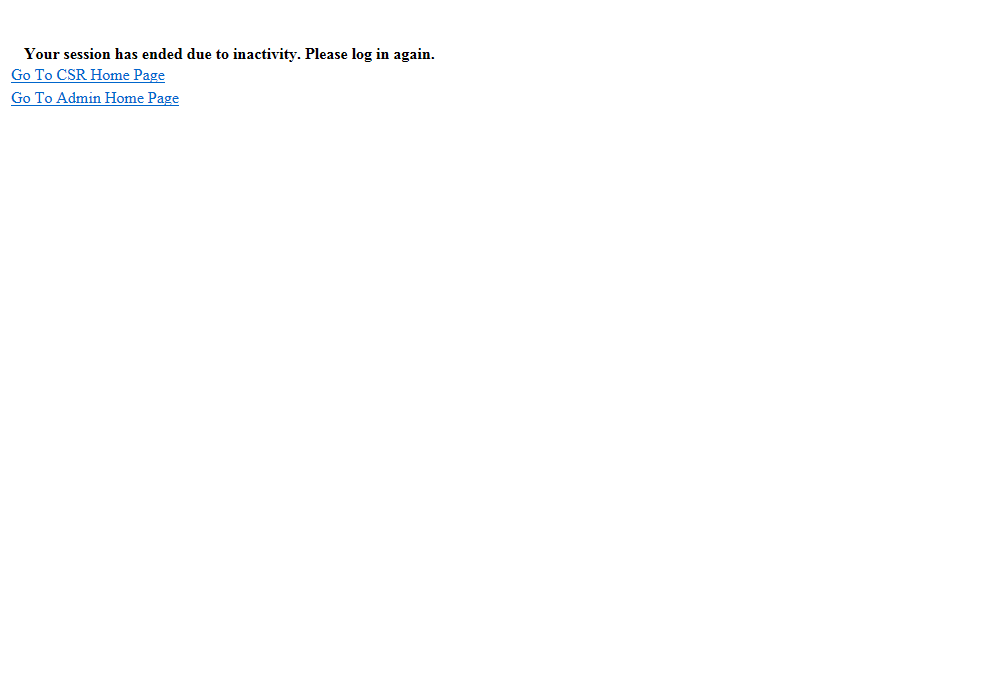 Your session has ended due to inactivity. Please log in again.
Go To CSR Home Page
Go To Admin Home Page